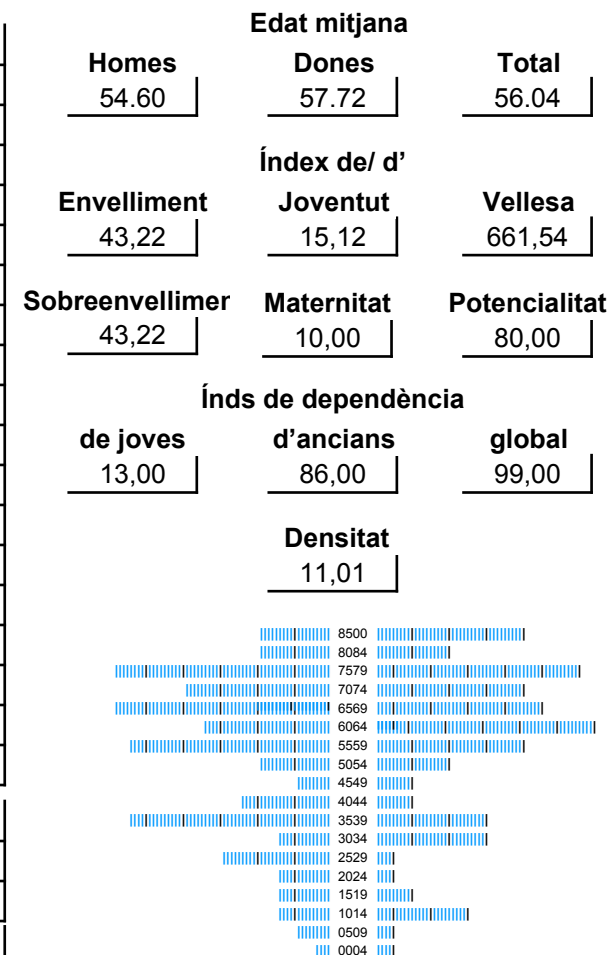 Edat mitjana
Homes Dones Total
54.60 57.72 56.04
Índex de/ d’
Envelliment Joventut Vellesa
43,22 15,12 661,54
Sobreenvellimer Maternitat Potencialitat
43,22 10,00 80,00
Índs de dependència
de joves d’ancians global
13,00 86,00 99,00
Densitat
11,01
8500
8084
7579
7074
6569
6064
5559
5054
4549
4044
3539
3034
2529
2024
1519
1014
0509
0004